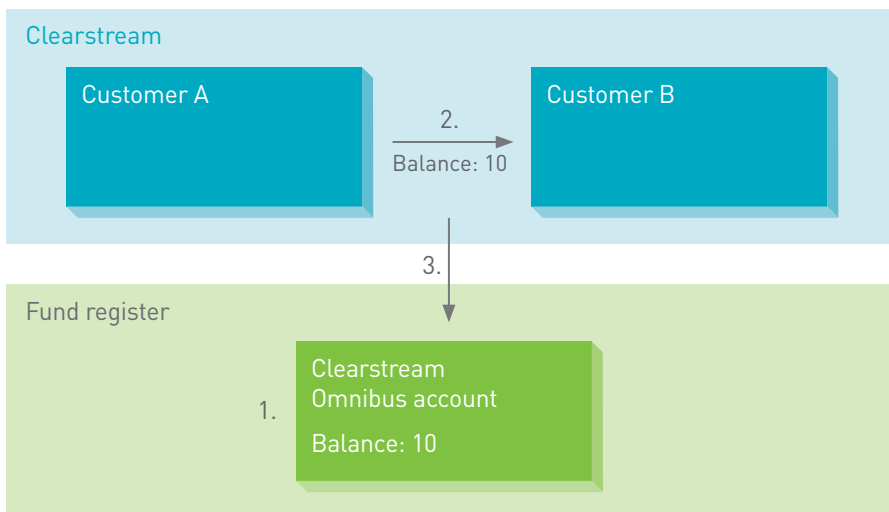 Clearstream
Customer A
Customer B
2.
Balance: 10
3.
Fund register
Clearstream
Omnibus account
1.
Balance: 10